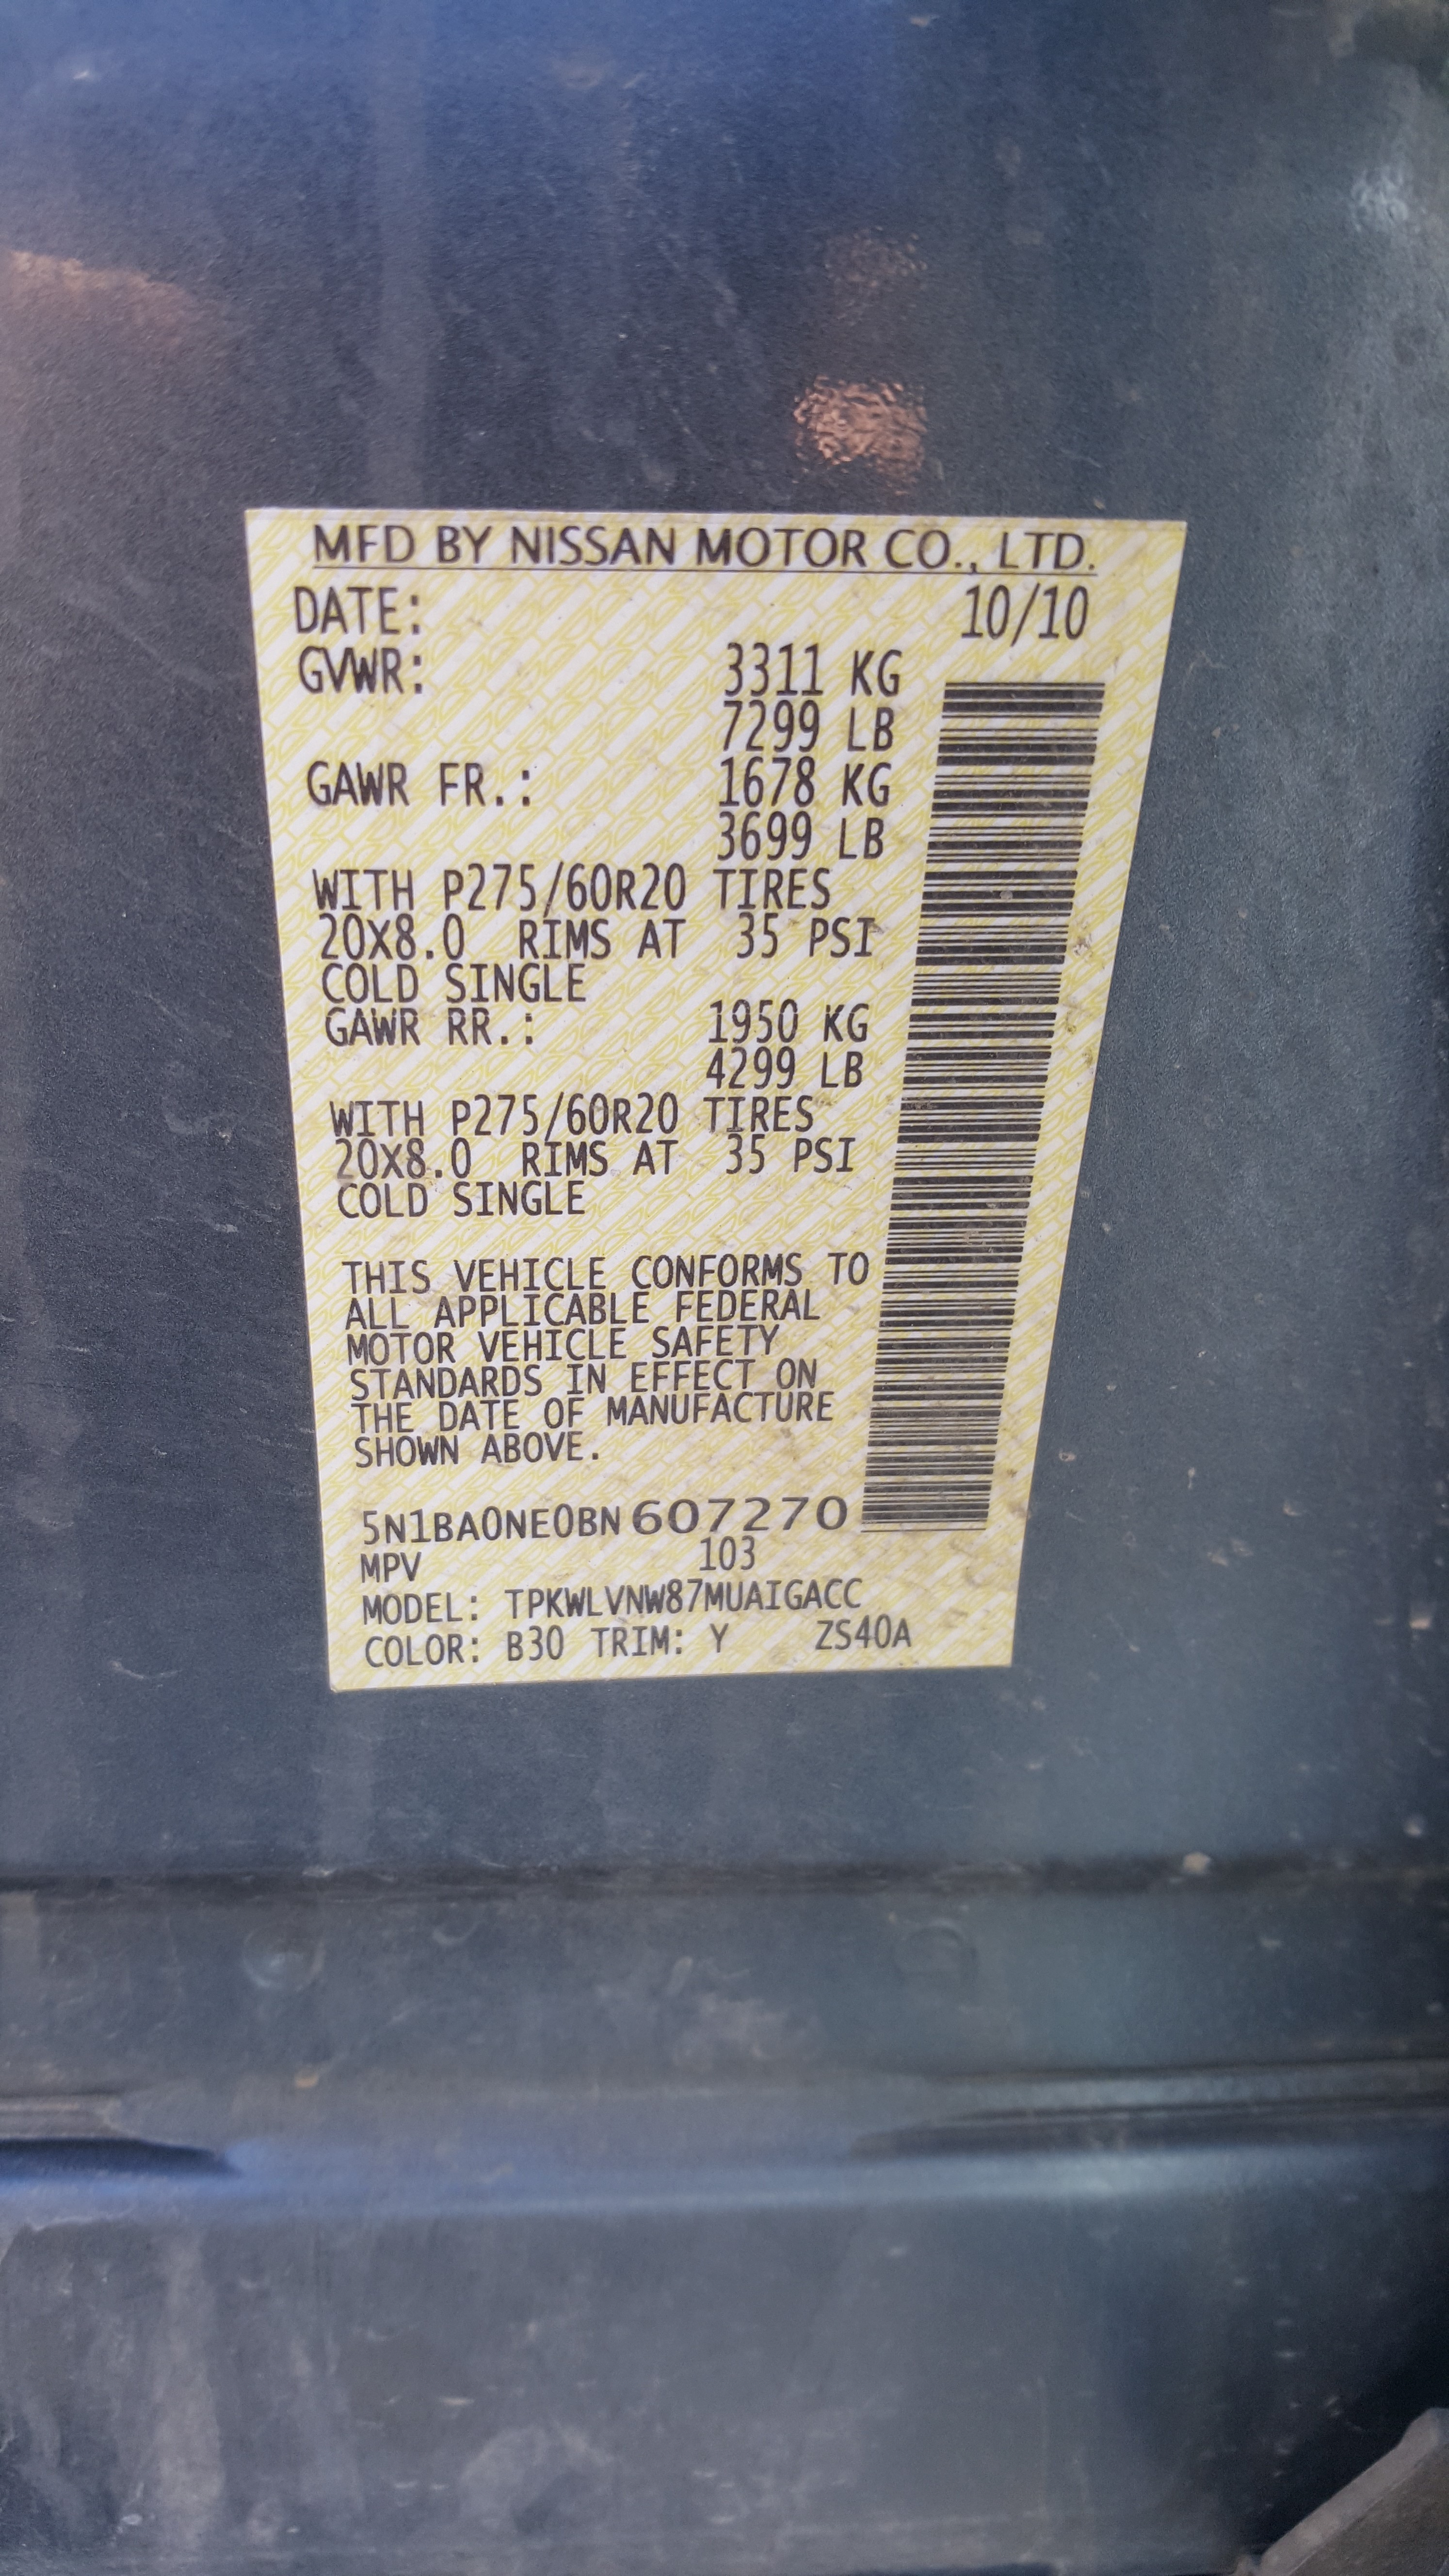 MFD BY NISSAN MOTOR CO., LTD.
DATE: 10/10
GVWR: 3311 KG
7299 LB
GAWR FR.: 1678 KG
3699 LB
WITH P275/60R20 TIRES
20X8.0 RIMS AT 35 PSI
COLD SINGLE
GAWR RR.: 1950 KG
4299 LB
WITH P275/60R20 TIRES
20X8.0 RIMS AT 35 PSI
COLD SINGLE
THIS VEHICLE CONFORMS TO
ALL APPLICABLE FEDERAL
MOTOR VEHICLE SAFETY
STANDARDS IN EFFECT ON
THE DATE OF MANUFACTURE
SHOWN ABOVE.
5N1BA0NE0BN607270
MPV 103
MODEL: TPKWLVNW87MUAIGACC
COLOR: B30 TRIM: Y ZS40A